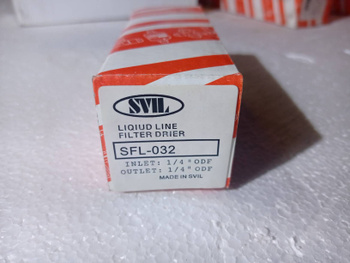 SVIL
LIQIUD LINE
FILTER DRIER
SFL-032
INLET: 1/4" ODF
OUTLET: 1/4" ODF
MADE IN SVIL